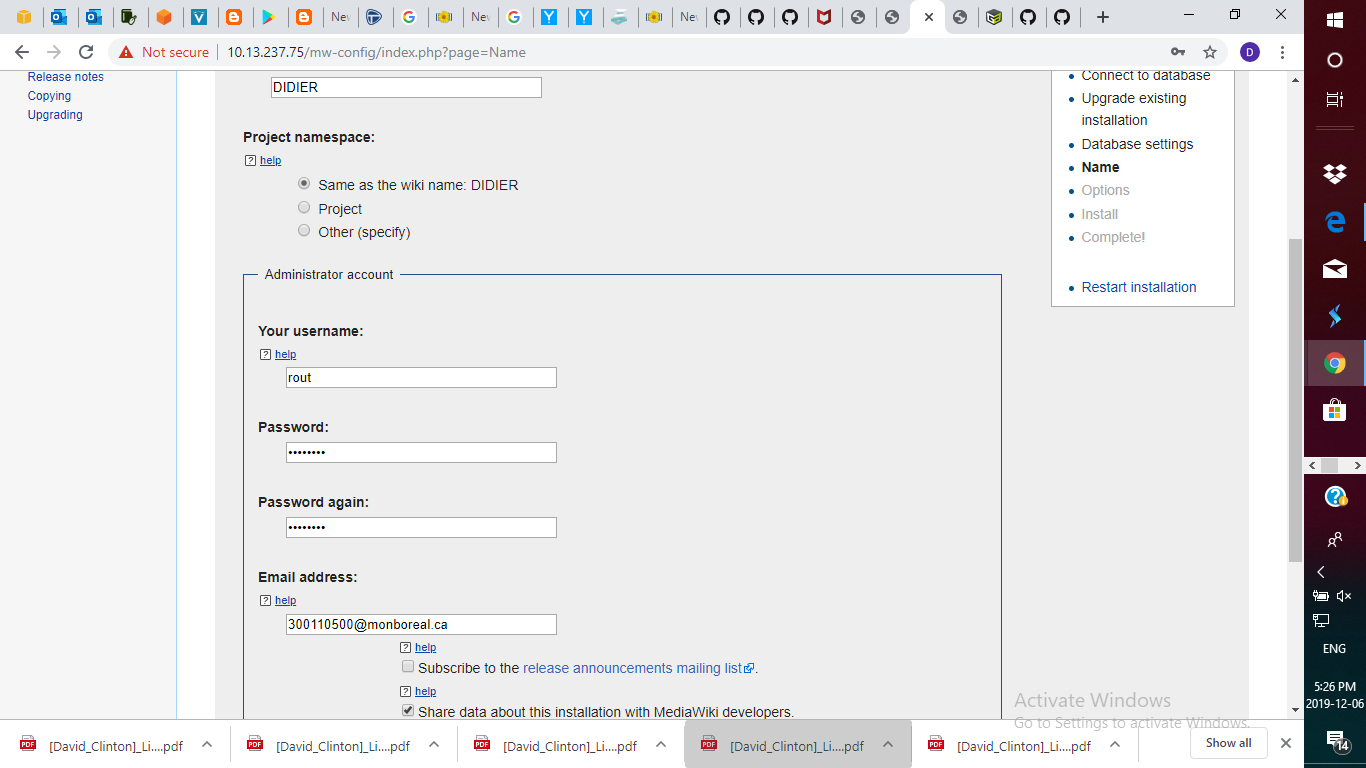 Nev
Nev
Nev
Not secure
10.13.237.75/mw-config/index.php?page=Name
D
Release notes
Copying
Upgrading
DIDIER
Project namespace:
? help
Same as the wiki name: DIDIER
Project
Other (specify)
Administrator account
Your username:
? help
rout
Password:
••••••••
Password again:
••••••••
Email address:
? help
300110500@monboreal.ca
? help
Subscribe to the release announcements mailing list.
? help
Share data about this installation with MediaWiki developers.
Connect to database
Upgrade existing
installation
Database settings
Name
Options
Install
Complete!
Restart installation
Activate Windows
Go to Settings to activate Windows.
[David_Clinton]_Li....pdf
[David_Clinton]_Li....pdf
[David_Clinton]_Li....pdf
[David_Clinton]_Li....pdf
[David_Clinton]_Li....pdf
Show all
ENG
5:26 PM
2019-12-06
14